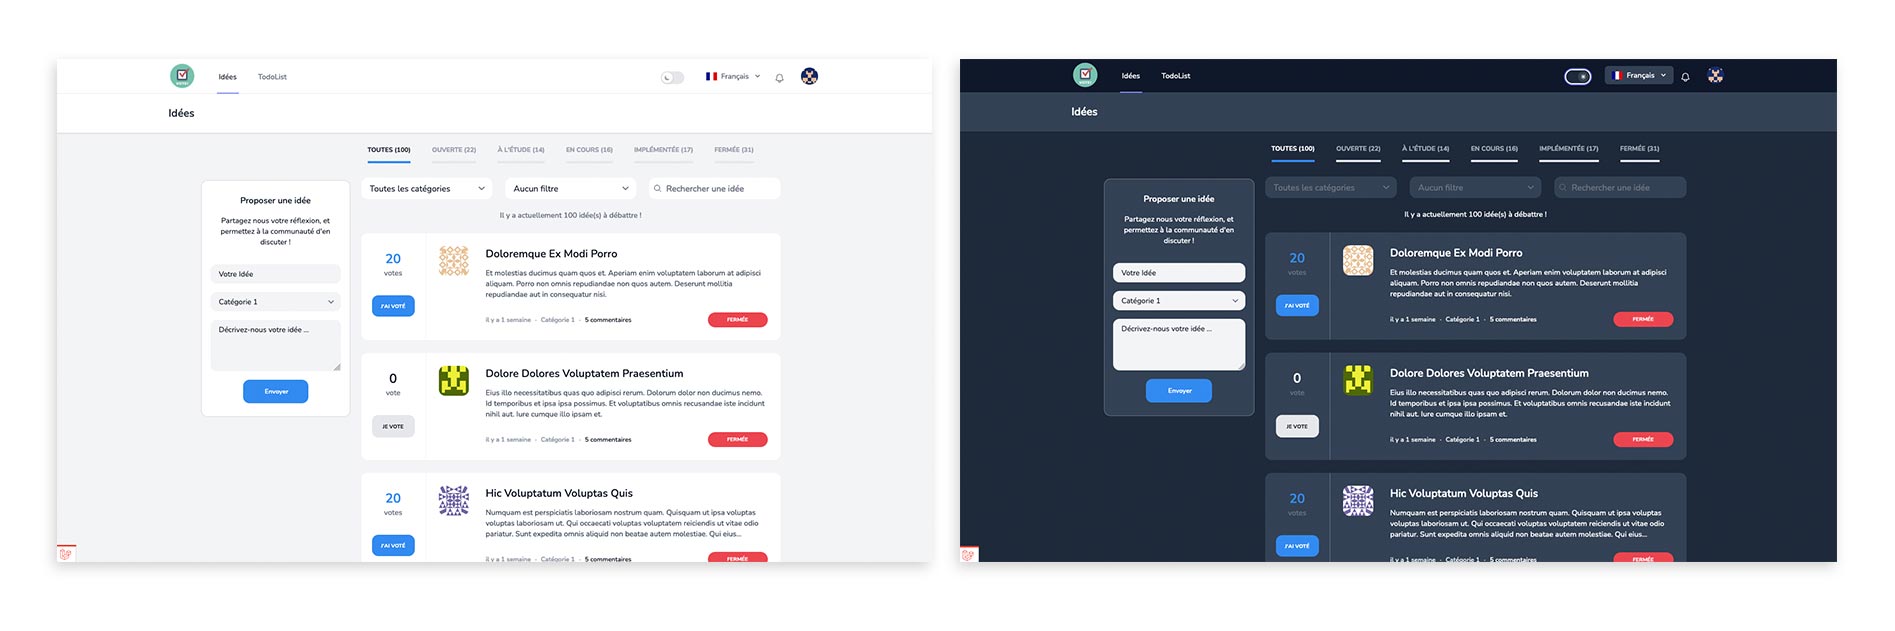 Idées TodoList Français
Idées
TOUTES (100) OUVERTE (22) À L'ÉTUDE (14) EN COURS (16) IMPLÉMENTÉE (17) FERMÉE (31)
Toutes les catégories Aucun filtre Rechercher une idée
Il y a actuellement 100 idée(s) à débattre !
Proposer une idée
Partagez nous votre réflexion, et
permettez à la communauté d'en
discuter !
Votre Idée
Catégorie 1
Décrivez-nous votre idée ...
Envoyer
20
votes
J'AI VOTÉ
Doloremque Ex Modi Porro
Et molestias ducimus quam quos et. Aperiam enim voluptatem laborum at adipisci
aliquam. Porro non omnis repudiandae non quos autem. Deserunt mollitia
repudiandae aut in consequatur nisi.
il y a 1 semaine - Catégorie 1 - 5 commentaires
FERMÉE
0
vote
JE VOTE
Dolore Dolores Voluptatem Praesentium
Eius illo necessitatibus quas quo adipisci rerum. Dolorum dolor non ducimus nemo.
Id temporibus et ipsa ipsa possimus. Et voluptatibus omnis recusandae iste incidunt
nihil aut. Iure cumque illo ipsam et.
il y a 1 semaine - Catégorie 1 - 5 commentaires
FERMÉE
20
votes
J'AI VOTÉ
Hic Voluptatum Voluptas Quis
Numquam est perspiciatis laboriosam nostrum quam. Quisquam ut ipsa voluptas
voluptas laboriosam ut. Qui occaecati voluptas voluptatem reiciendis ut vitae odio
pariatur. Sunt expedita omnis aliquid non beatae autem molestiae. Qui eius...
il y a 1 semaine - Catégorie 1 - 5 commentaires
FERMÉE
Idées TodoList Français
Idées
TOUTES (100) OUVERTE (22) À L'ÉTUDE (14) EN COURS (16) IMPLÉMENTÉE (17) FERMÉE (31)
Toutes les catégories Aucun filtre Rechercher une idée
Il y a actuellement 100 idée(s) à débattre !
Proposer une idée
Partagez nous votre réflexion, et
permettez à la communauté d'en
discuter !
Votre Idée
Catégorie 1
Décrivez-nous votre idée ...
Envoyer
20
votes
J'AI VOTÉ
Doloremque Ex Modi Porro
Et molestias ducimus quam quos et. Aperiam enim voluptatem laborum at adipisci
aliquam. Porro non omnis repudiandae non quos autem. Deserunt mollitia
repudiandae aut in consequatur nisi.
il y a 1 semaine - Catégorie 1 - 5 commentaires
FERMÉE
0
vote
JE VOTE
Dolore Dolores Voluptatem Praesentium
Eius illo necessitatibus quas quo adipisci rerum. Dolorum dolor non ducimus nemo.
Id temporibus et ipsa ipsa possimus. Et voluptatibus omnis recusandae iste incidunt
nihil aut. Iure cumque illo ipsam et.
il y a 1 semaine - Catégorie 1 - 5 commentaires
FERMÉE
20
votes
J'AI VOTÉ
Hic Voluptatum Voluptas Quis
Numquam est perspiciatis laboriosam nostrum quam. Quisquam ut ipsa voluptas
voluptas laboriosam ut. Qui occaecati voluptas voluptatem reiciendis ut vitae odio
pariatur. Sunt expedita omnis aliquid non beatae autem molestiae. Qui eius...
il y a 1 semaine - Catégorie 1 - 5 commentaires
FERMÉE